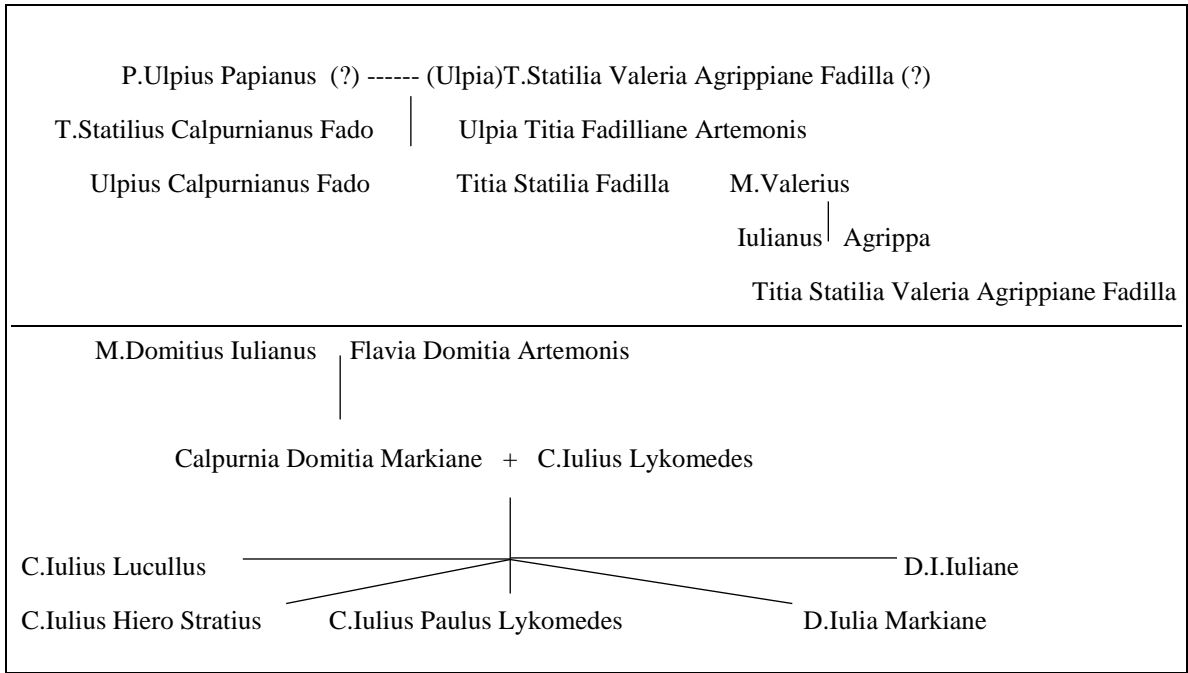 P.Ulpius Papianus (?) ------ (Ulpia)T.Statilia Valeria Agrippiane Fadilla (?)
T.Statilius Calpurnianus Fado Ulpia Titia Fadilliane Artemonis
Ulpius Calpurnianus Fado Titia Statilia Fadilla M.Valerius
Iulianus Agrippa
Titia Statilia Valeria Agrippiane Fadilla
M.Domitius Iulianus Flavia Domitia Artemonis
Calpurnia Domitia Markiane + C.Iulius Lykomedes
C.Iulius Lucullus D.I.Iuliane
C.Iulius Hiero Stratius C.Iulius Paulus Lykomedes D.Iulia Markiane